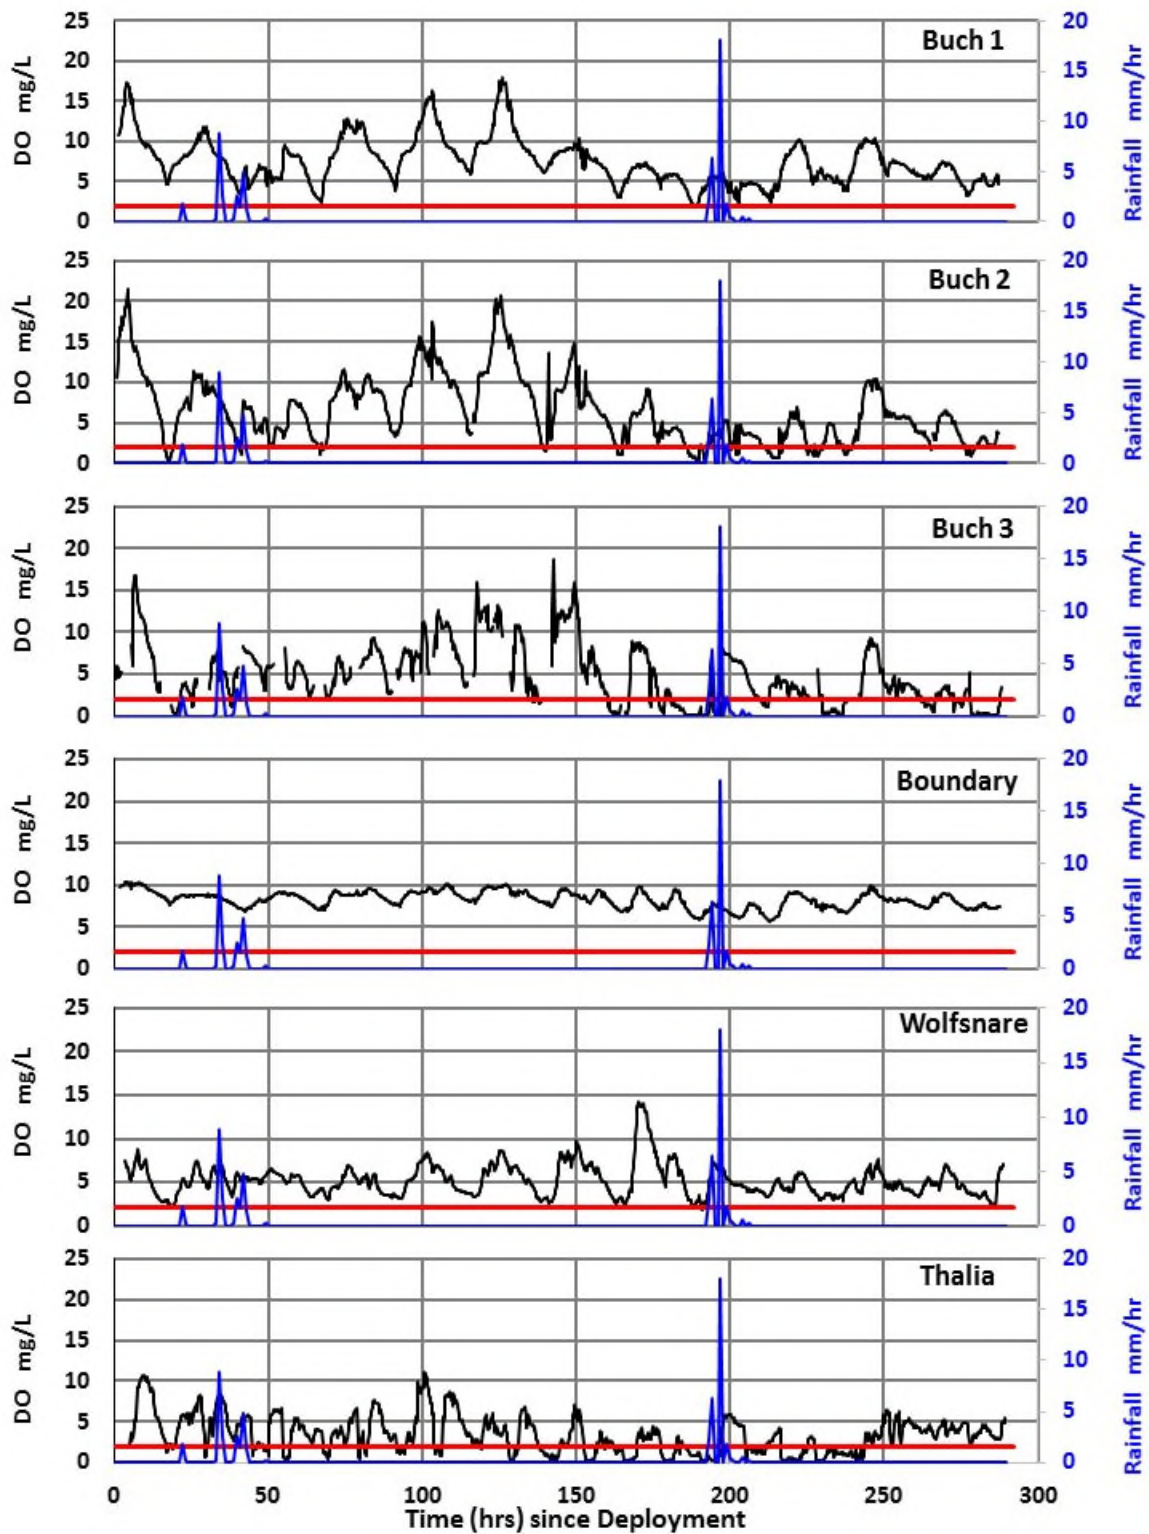 25 20
20 Buch 1
15
15 10
10
5 5
0 0
DO mg/L
Rainfall mm/hr
25 20
20 Buch 2
15
15 10
10
5 5
0 0
DO mg/L
Rainfall mm/hr
25 20
20 Buch 3
15
15 10
10
5 5
0 0
DO mg/L
Rainfall mm/hr
25 20
20 Boundary
15
15 10
10
5 5
0 0
DO mg/L
Rainfall mm/hr
25 20
20 Wolfsnare
15
15 10
10
5 5
0 0
DO mg/L
Rainfall mm/hr
25 20
20 Thalia
15
15 10
10
5 5
0 0
DO mg/L
Rainfall mm/hr
0 50 100 150 200 250 300
Time (hrs) since Deployment